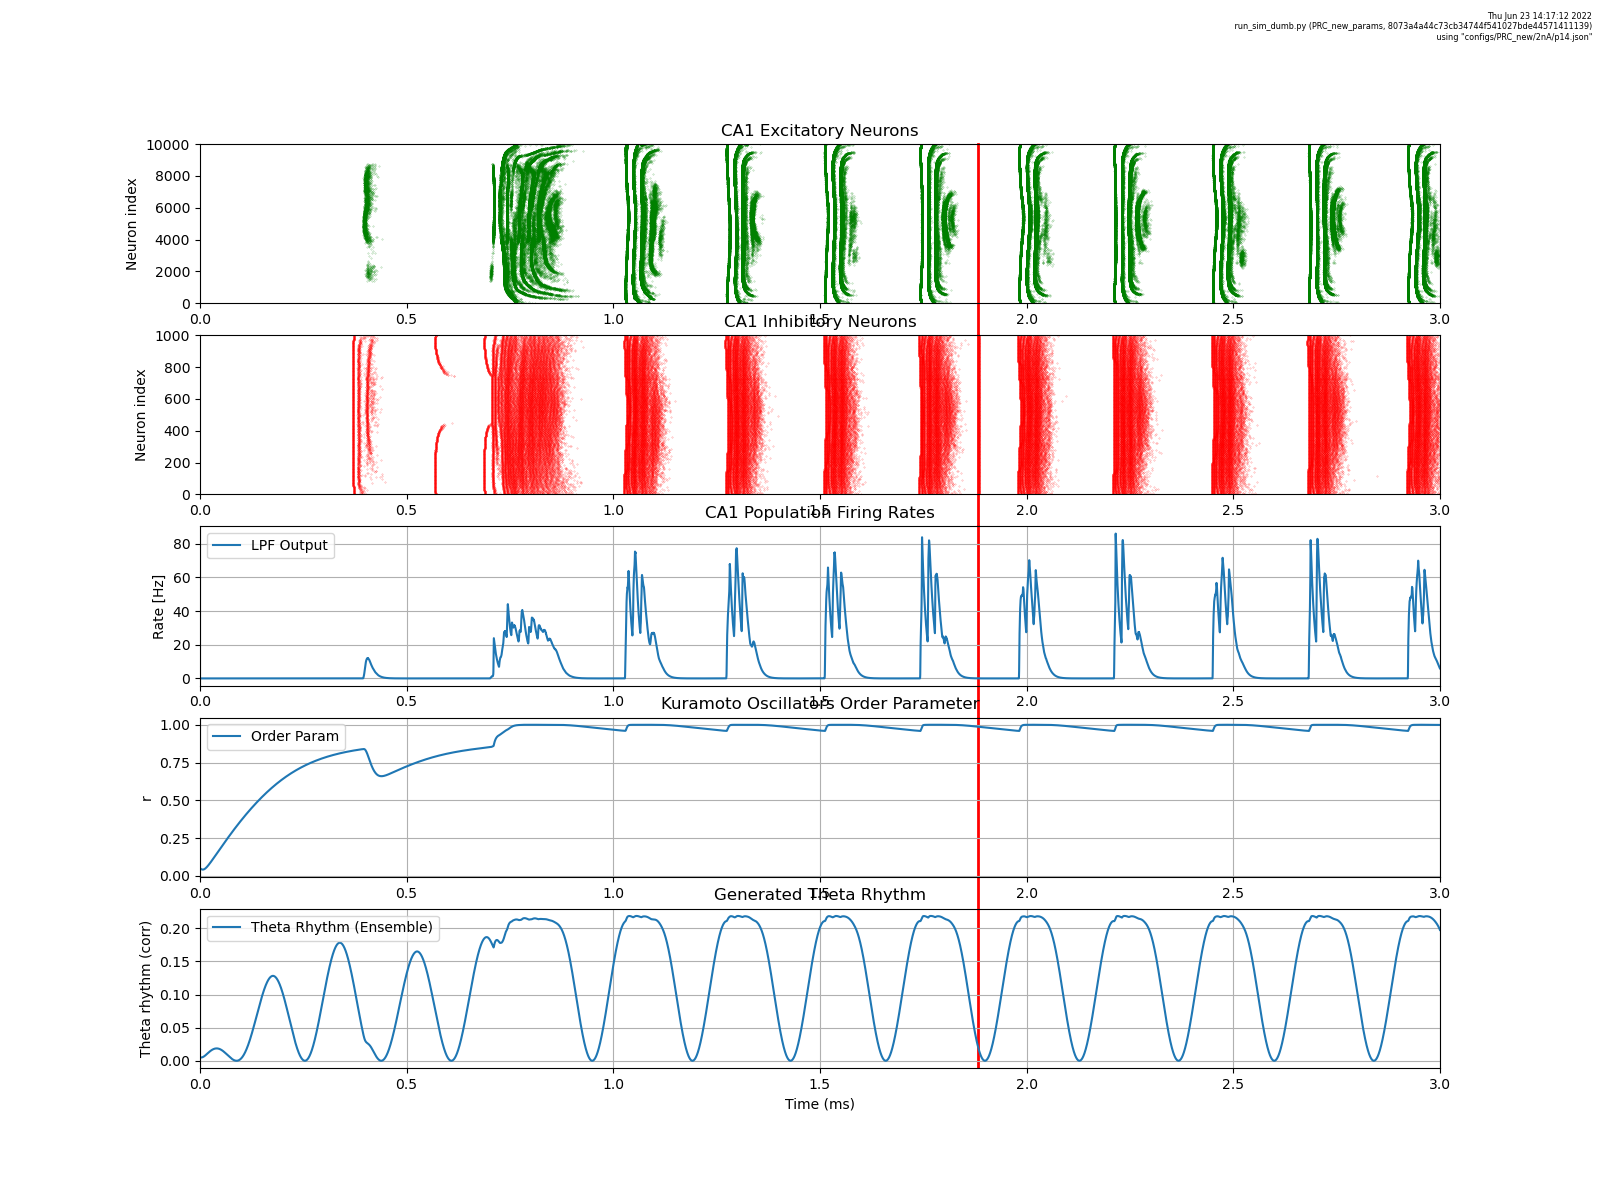 Thu Jun 23 14:17:12 2022
run_sim_dumb.py (PRC_new_params, 8073a4a44c73cb34744f541027bde44571411139)
using "configs/PRC_new/2nA/p14.json"
CA1 Excitatory Neurons
Neuron index
10000
8000
6000
4000
2000
0
0.0 0.5 1.0 1.5 2.0 2.5 3.0
CA1 Inhibitory Neurons
Neuron index
1000
800
600
400
200
0
0.0 0.5 1.0 1.5 2.0 2.5 3.0
CA1 Population Firing Rates
Rate [Hz]
80
60
40
20
0
LPF Output
0.0 0.5 1.0 1.5 2.0 2.5 3.0
Kuramoto Oscillators Order Parameter
r
1.00
0.75
0.50
0.25
0.00
Order Param
0.0 0.5 1.0 1.5 2.0 2.5 3.0
Generated Theta Rhythm
Theta rhythm (corr)
0.20
0.15
0.10
0.05
0.00
Theta Rhythm (Ensemble)
0.0 0.5 1.0 1.5 2.0 2.5 3.0
Time (ms)